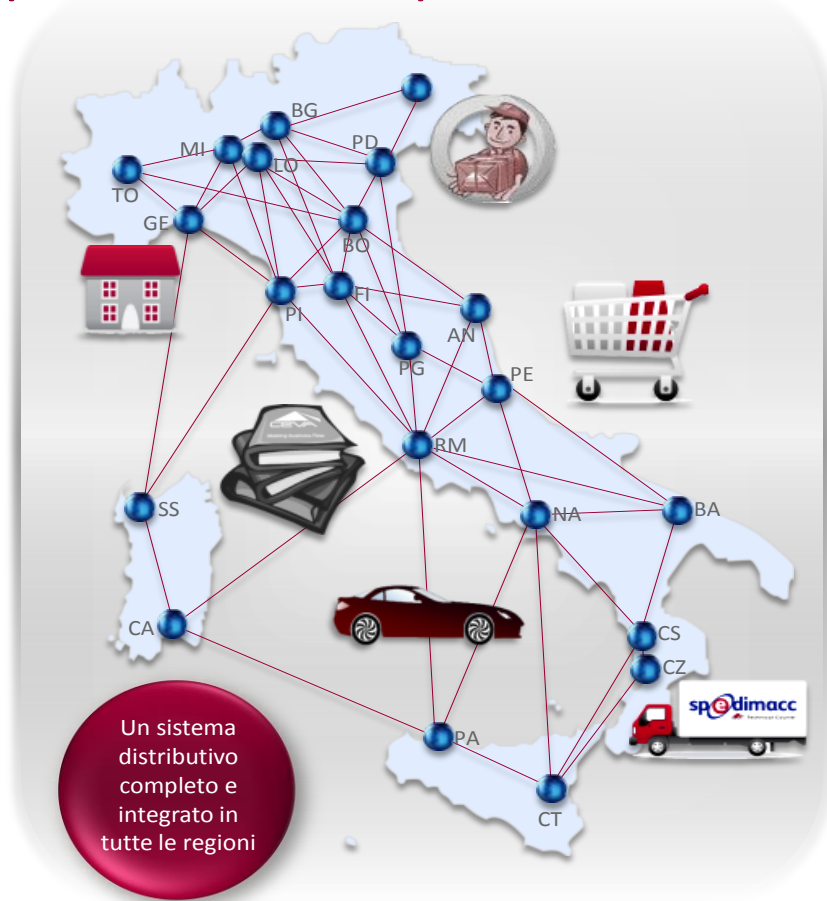 BG
MI
LO
PD
TO
GE
BO
PI
FI
AN
PG
PE
RM
SS
NA
BA
CA
CS
CZ
PA
CT
CEVA
spedimacc
Un sistema
distributivo
completo e
integrato in
tutte le regioni